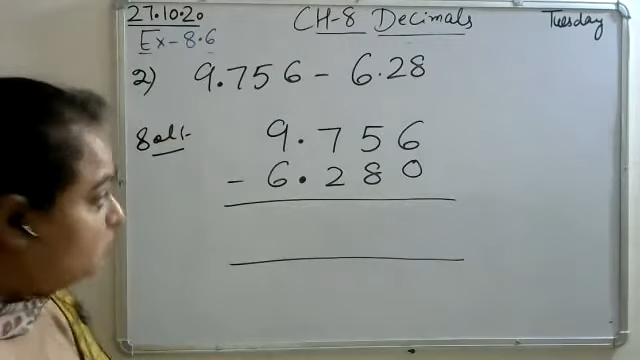 27.10.20 CH-8 Decimals Tuesday
Ex-8.6
2) 9.756 - 6.28
Sol:- 9.756
- 6.280